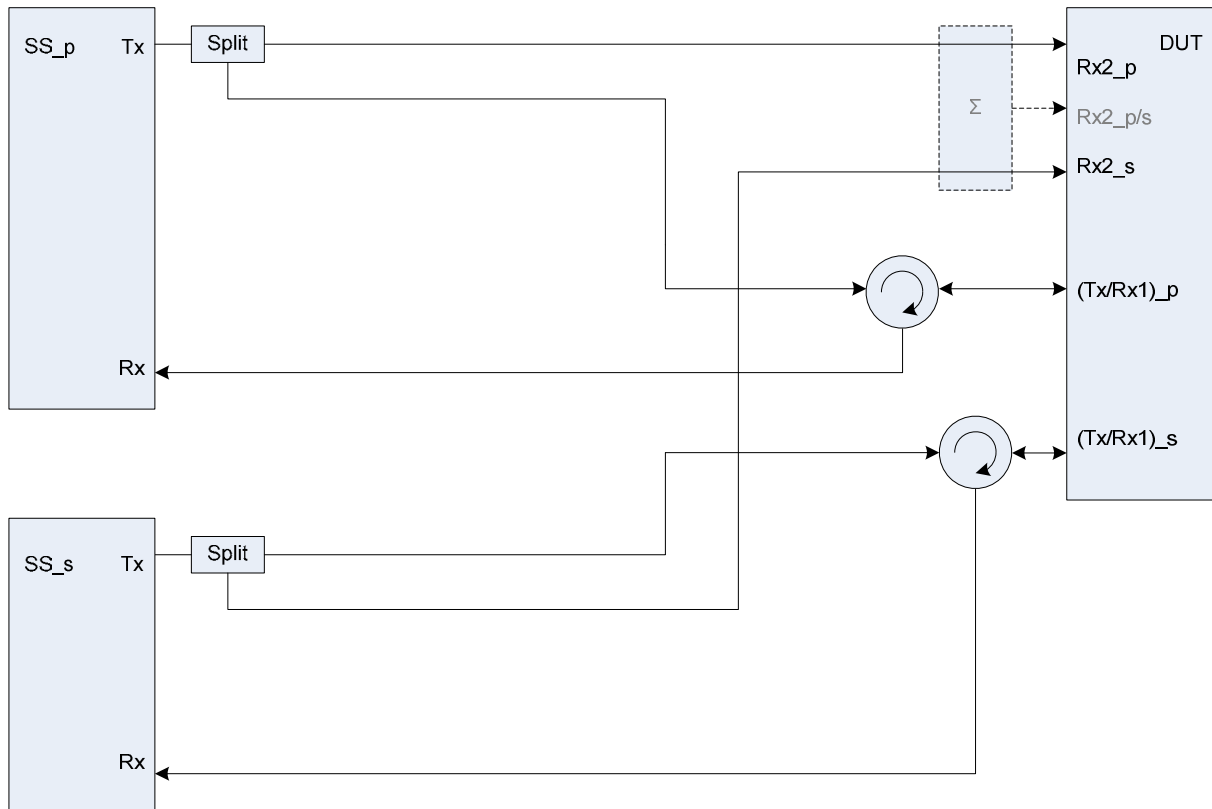 SS_p
Tx
Split
Rx
DUT
Rx2_p
Σ
Rx2_p/s
Rx2_s
(Tx/Rx1)_p
(Tx/Rx1)_s
SS_s
Tx
Split
Rx